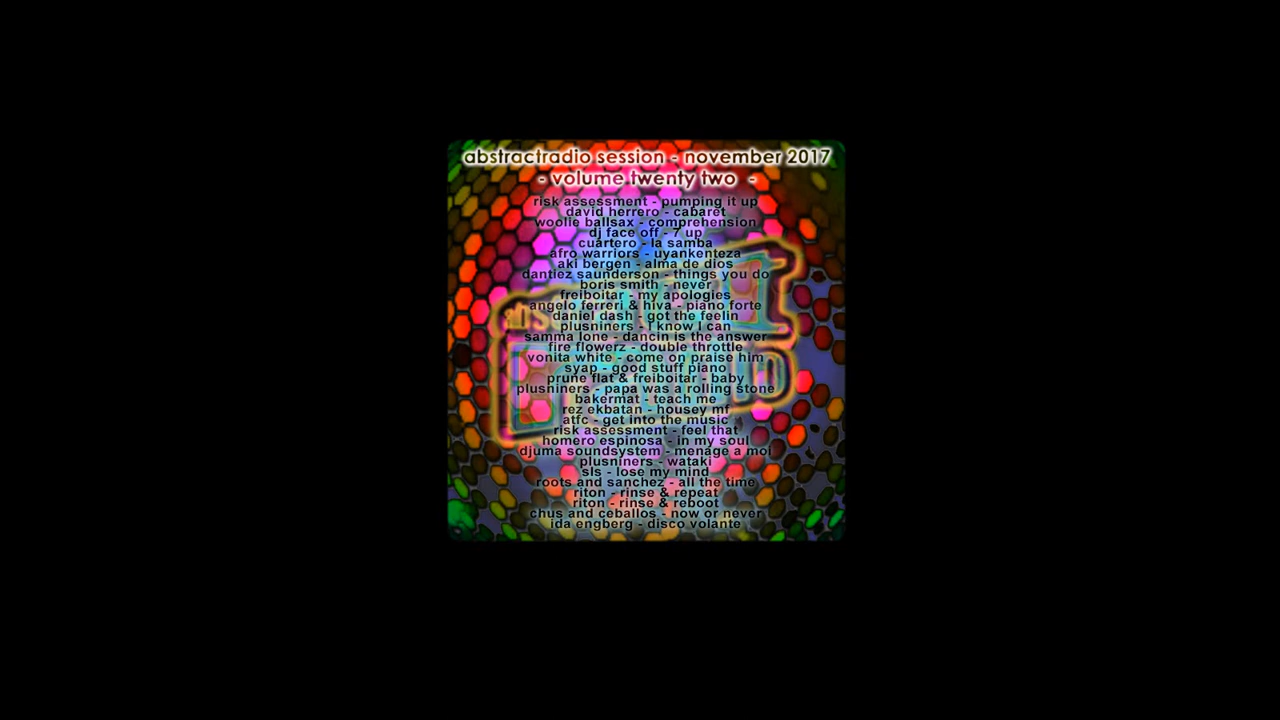 abstractradio session - november 2017
- volume twenty two -
risk assessment - pumping it up
david herrero - cabaret
woolie ballsax - comprehension
dj face off - 7 up
cuartero - la samba
afro warriors - uyankenteza
aki bergen - alma de dios
dantiez saunderson - things you do
boris smith - never
freiboitar - my apologies
angelo ferreri & hiva - piano forte
daniel dash - got the feelin
plusniners - i know i can
samma lone - dancin is the answer
fire flowerz - double throttle
vonita white - come on praise him
syap - good stuff piano
prune flat & freiboitar - baby
plusniners - papa was a rolling stone
bakermat - teach me
rez ekbatan - housey mf
atfc - get into the music
risk assessment - feel that
homero espinosa - in my soul
djuma soundsystem - menage a moi
plusniners - wataki
sls - lose my mind
roots and sanchez - all the time
riton - rinse & repeat
riton - rinse & reboot
chus and ceballos - now or never
ida engberg - disco volante